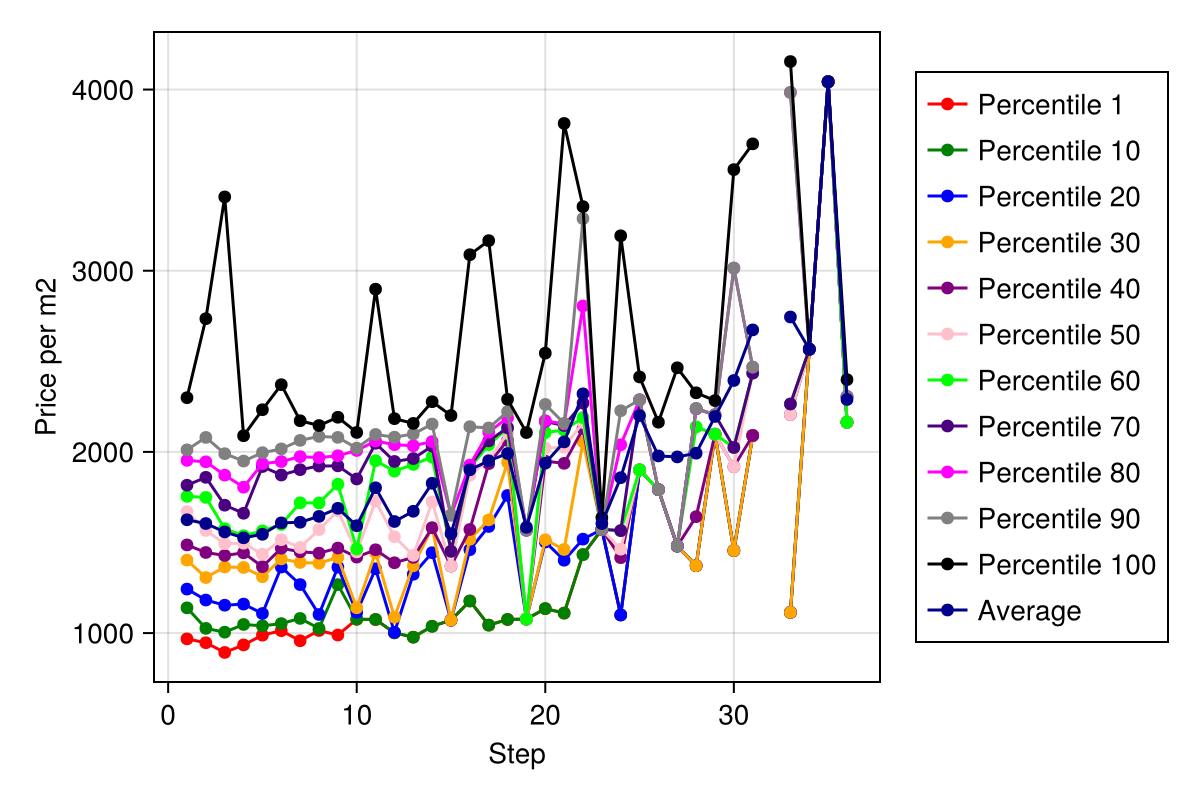 4000
3000
2000
1000
Price per m2
0
10
20
30
Step
Percentile 1
Percentile 10
Percentile 20
Percentile 30
Percentile 40
Percentile 50
Percentile 60
Percentile 70
Percentile 80
Percentile 90
Percentile 100
Average